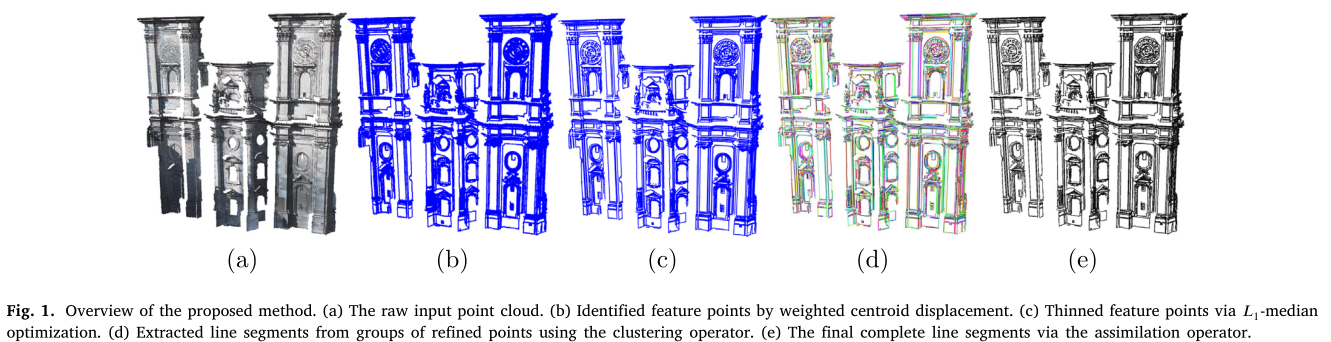 (a) (b) (c) (d) (e)
Fig. 1. Overview of the proposed method. (a) The raw input point cloud. (b) Identified feature points by weighted centroid displacement. (c) Thinned feature points via L₁-median
optimization. (d) Extracted line segments from groups of refined points using the clustering operator. (e) The final complete line segments via the assimilation operator.